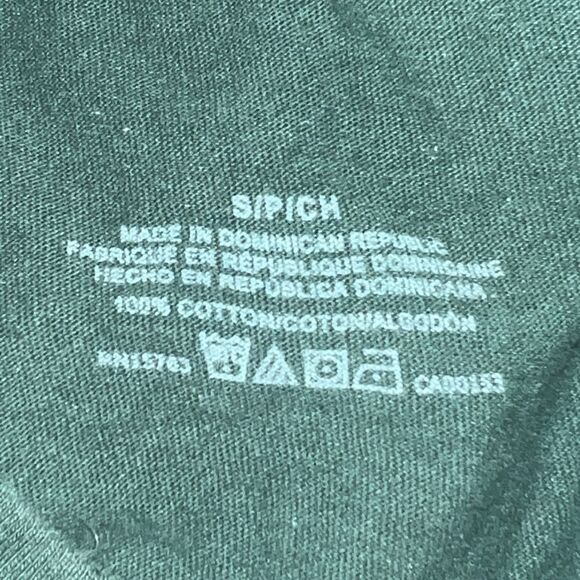 S/P/CH
MADE IN DOMINICAN REPUBLIC
FABRIQUE EN RÉPUBLIQUE DOMINICAINE
HECHO EN REPÚBLICA DOMINICANA
100% COTTON/COTON/ALGODÓN
RN15763 CA00153